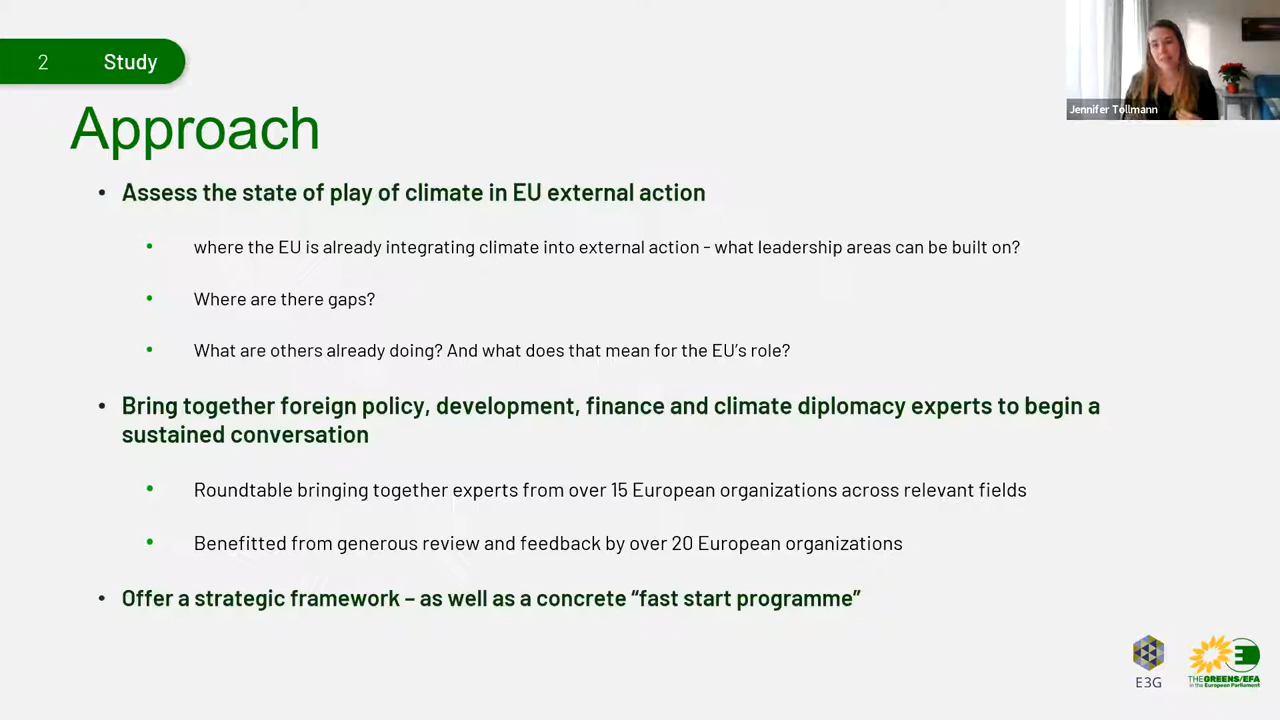 2 Study
Jennifer Tollmann
Approach
• Assess the state of play of climate in EU external action
• where the EU is already integrating climate into external action - what leadership areas can be built on?
• Where are there gaps?
• What are others already doing? And what does that mean for the EU's role?
• Bring together foreign policy, development, finance and climate diplomacy experts to begin a
sustained conversation
• Roundtable bringing together experts from over 15 European organizations across relevant fields
• Benefitted from generous review and feedback by over 20 European organizations
• Offer a strategic framework – as well as a concrete “fast start programme”
E3G
THE GREENS/EFA
in the European Parliament